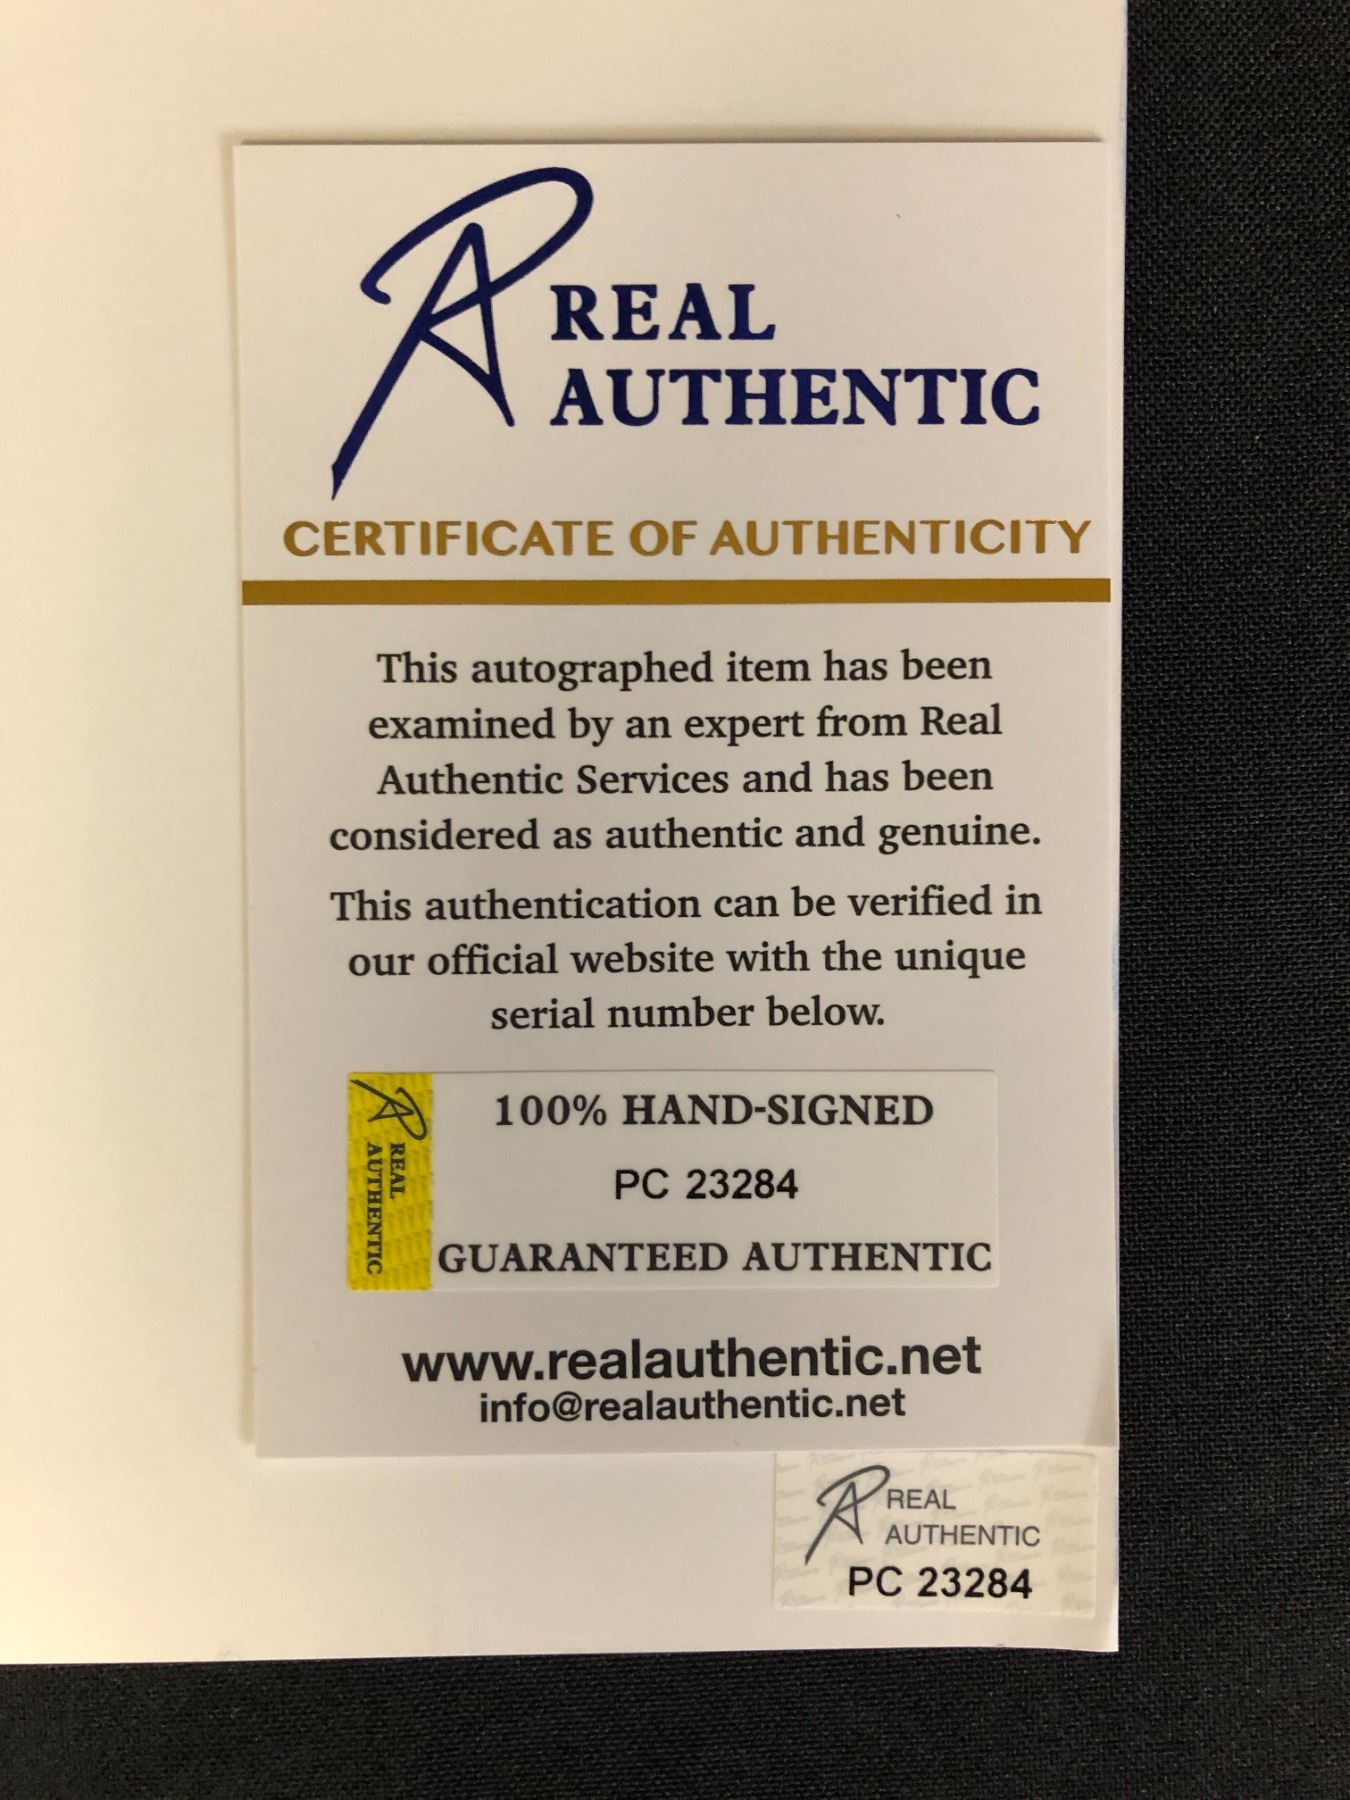 REAL
AUTHENTIC
CERTIFICATE OF AUTHENTICITY
This autographed item has been
examined by an expert from Real
Authentic Services and has been
considered as authentic and genuine.
This authentication can be verified in
our official website with the unique
serial number below.
REAL
AUTHENTIC
100% HAND-SIGNED
PC 23284
GUARANTEED AUTHENTIC
www.realauthentic.net
info@realauthentic.net
REAL
AUTHENTIC
PC 23284